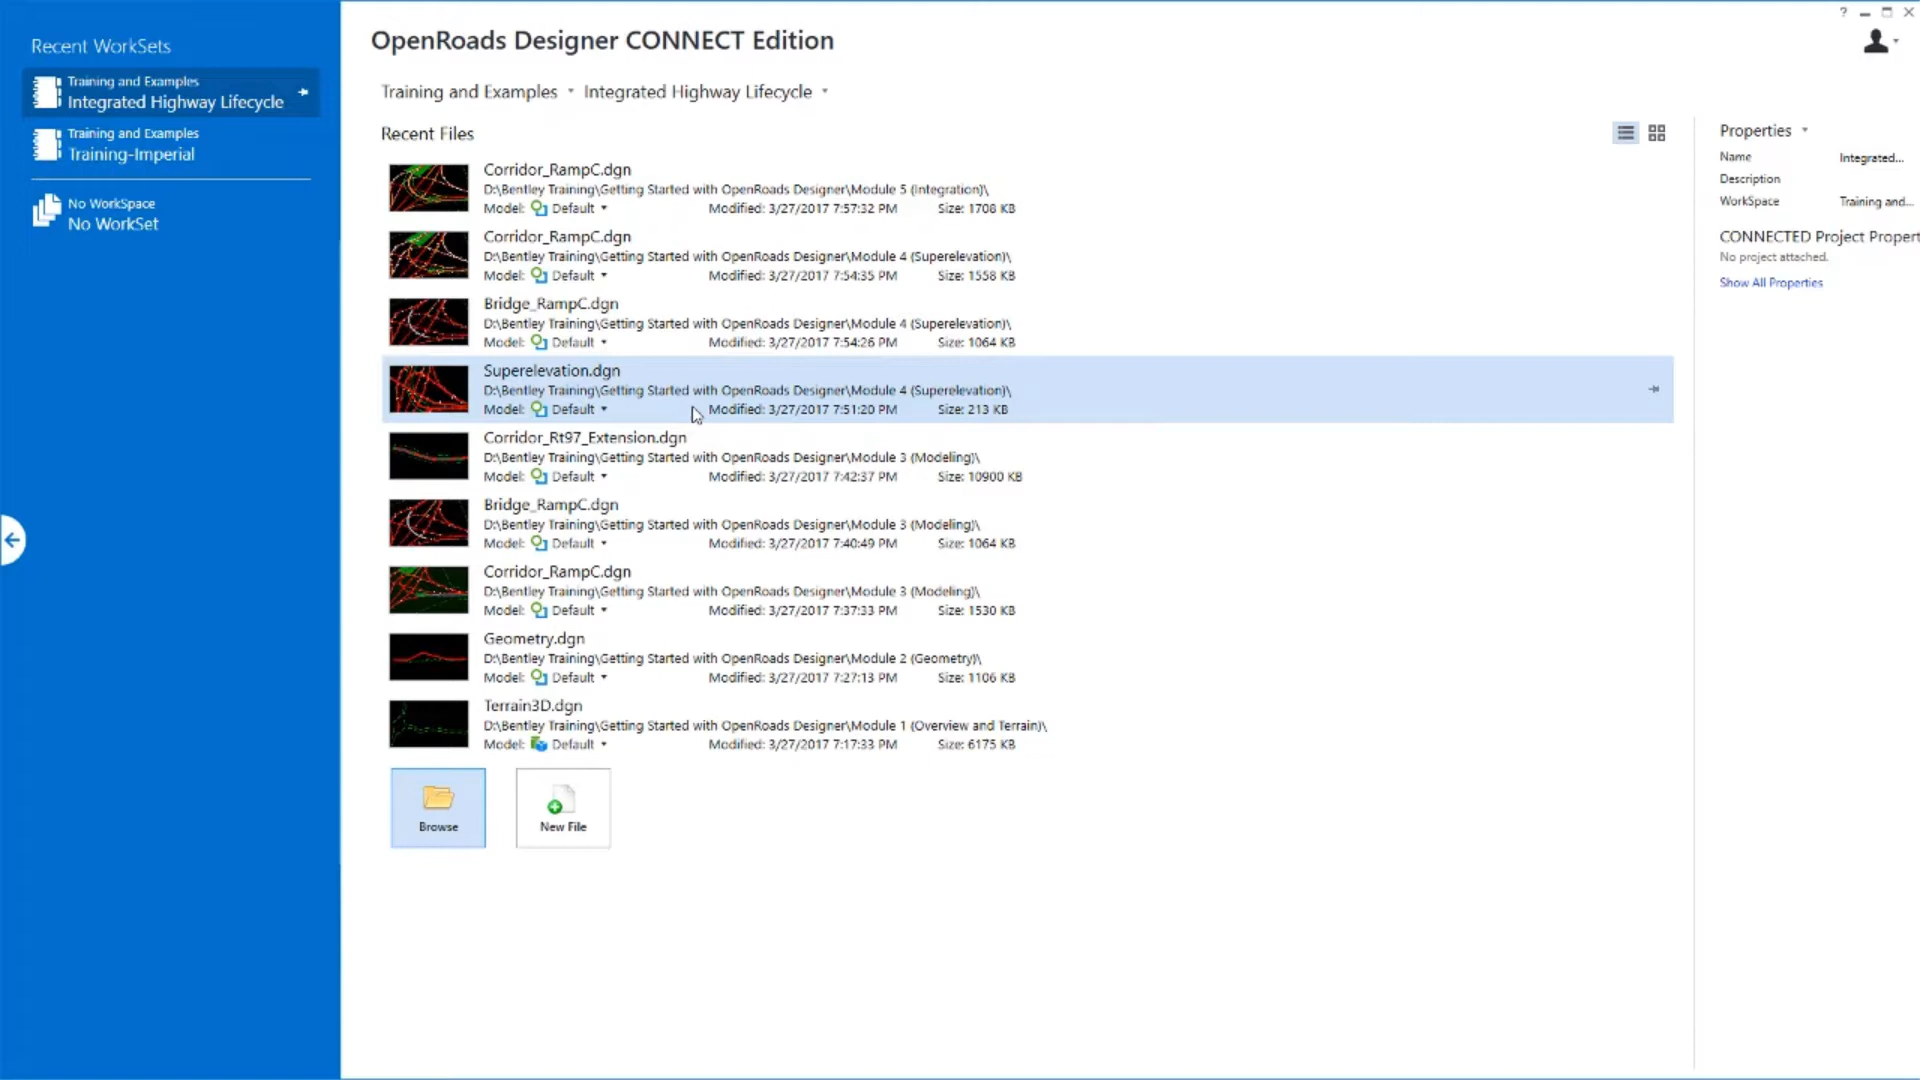 Recent WorkSets
Training and Examples
Integrated Highway Lifecycle
Training and Examples
Training-Imperial
No WorkSpace
No WorkSet
?
OpenRoads Designer CONNECT Edition
Training and Examples Integrated Highway Lifecycle
Recent Files
Corridor_RampC.dgn
D:\Bentley Training\Getting Started with OpenRoads Designer\Module 5 (Integration)\
Model: Default Modified: 3/27/2017 7:57:32 PM Size: 1708 KB
Corridor_RampC.dgn
D:\Bentley Training\Getting Started with OpenRoads Designer\Module 4 (Superelevation)\
Model: Default Modified: 3/27/2017 7:54:35 PM Size: 1558 KB
Bridge_RampC.dgn
D:\Bentley Training\Getting Started with OpenRoads Designer\Module 4 (Superelevation)\
Model: Default Modified: 3/27/2017 7:54:26 PM Size: 1064 KB
Superelevation.dgn
D:\Bentley Training\Getting Started with OpenRoads Designer\Module 4 (Superelevation)\
Model: Default Modified: 3/27/2017 7:51:20 PM Size: 213 KB
Corridor_Rt97_Extension.dgn
D:\Bentley Training\Getting Started with OpenRoads Designer\Module 3 (Modeling)\
Model: Default Modified: 3/27/2017 7:42:37 PM Size: 10900 KB
Bridge_RampC.dgn
D:\Bentley Training\Getting Started with OpenRoads Designer\Module 3 (Modeling)\
Model: Default Modified: 3/27/2017 7:40:49 PM Size: 1064 KB
Corridor_RampC.dgn
D:\Bentley Training\Getting Started with OpenRoads Designer\Module 3 (Modeling)\
Model: Default Modified: 3/27/2017 7:37:33 PM Size: 1530 KB
Geometry.dgn
D:\Bentley Training\Getting Started with OpenRoads Designer\Module 2 (Geometry)\
Model: Default Modified: 3/27/2017 7:27:13 PM Size: 1106 KB
Terrain3D.dgn
D:\Bentley Training\Getting Started with OpenRoads Designer\Module 1 (Overview and Terrain)\
Model: Default Modified: 3/27/2017 7:17:33 PM Size: 6175 KB
Browse
New File
Properties
Name Integrated...
Description
WorkSpace Training and...
CONNECTED Project Propert
No project attached.
Show All Properties